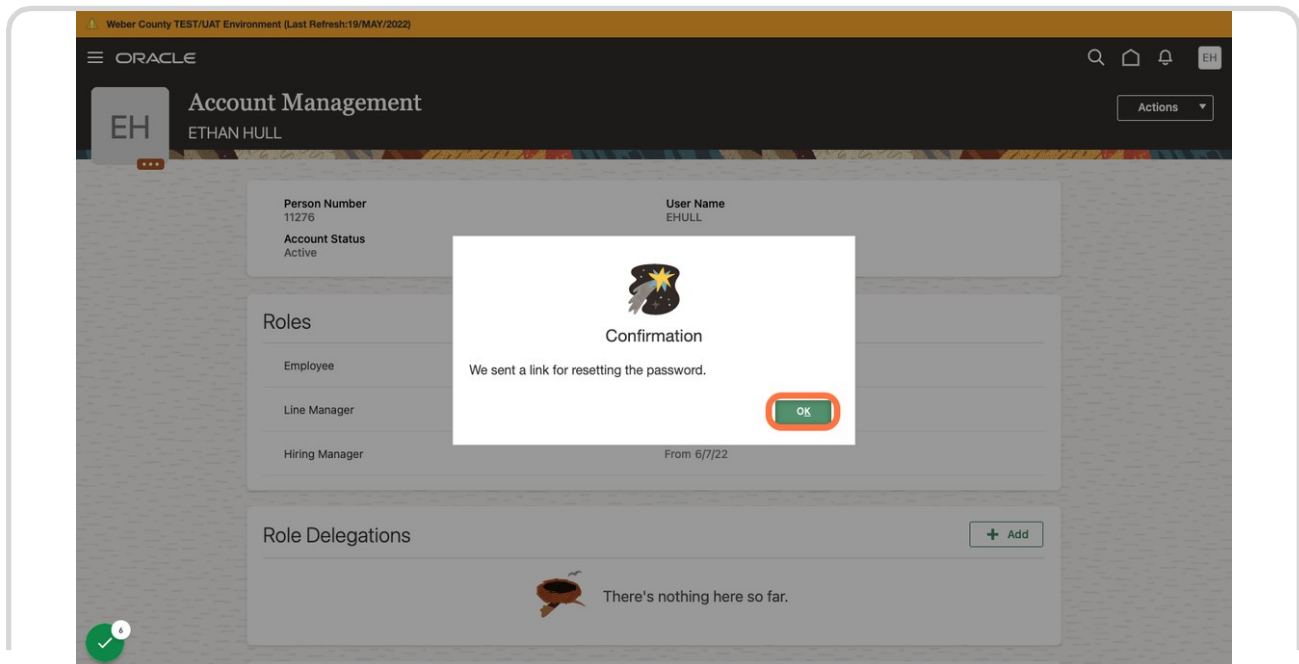 Weber County TEST/UAT Environment (Last Refresh:19/MAY/2022)
ORACLE
EH
EH
Account Management
ETHAN HULL
Actions
Person Number
11276
User Name
EHULL
Account Status
Active
Confirmation
We sent a link for resetting the password.
OK
Roles
Employee
Line Manager
Hiring Manager
From 6/7/22
Role Delegations
+ Add
There's nothing here so far.
6